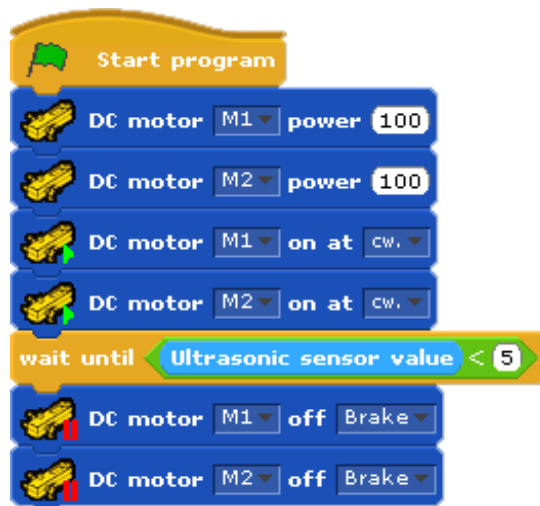 Start program
DC motor M1 power 100
DC motor M2 power 100
DC motor M1 on at cw.
DC motor M2 on at cw.
wait until Ultrasonic sensor value < 5
DC motor M1 off Brake
DC motor M2 off Brake